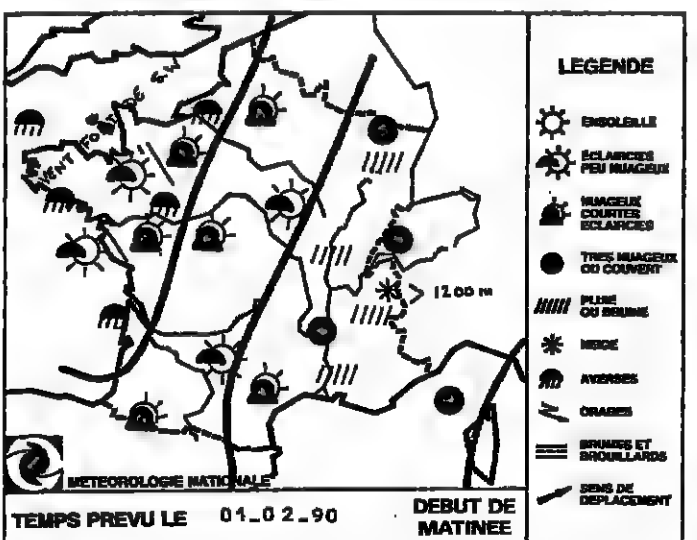 VENT FORT DE S.W
> 1200 m
METEOROLOGIE NATIONALE
TEMPS PREVU LE 01_02_90
DEBUT DE
MATINEE
LEGENDE
ENSOLEILLE
ECLAIRCIES
PEU NUAGEUX
NUAGEUX
COURTES
ECLAIRCIES
TRES NUAGEUX
OU COUVERT
PLUIE
OU BRUINE
NEIGE
AVERSES
ORAGES
BRUMES ET
BROUILLARDS
SENS DE
DEPLACEMENT